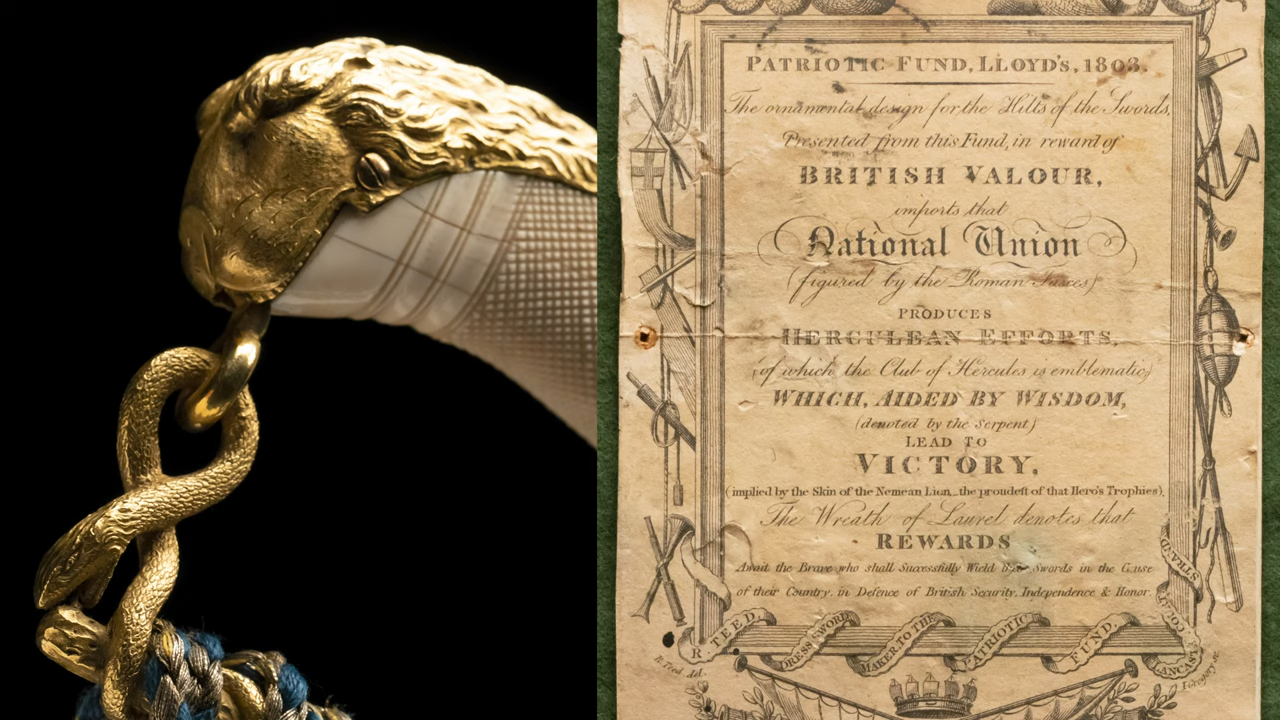 PATRIOTIC FUND, LLOYD'S, 1803.
The ornamental design for the Hilts of the Swords,
Presented from this Fund, in reward of
BRITISH VALOUR,
imports that
National Union
(figured by the Roman Fasces)
PRODUCES
HERCULEAN EFFORTS,
(of which the Club of Hercules is emblematic)
WHICH, AIDED BY WISDOM,
(denoted by the Serpent)
LEAD TO
VICTORY,
(implied by the Skin of the Nemean Lion, the proudest of that Hero's Trophies).
The Wreath of Laurel denotes that
REWARDS
Await the Brave who shall Successfully Wield their Swords in the Cause
of their Country, in Defence of British Security, Independence & Honor.
R. TEED DRESS SWORD MAKER TO THE PATRIOTIC FUND, LANCASTER COURT STRAND
R. Teed del.